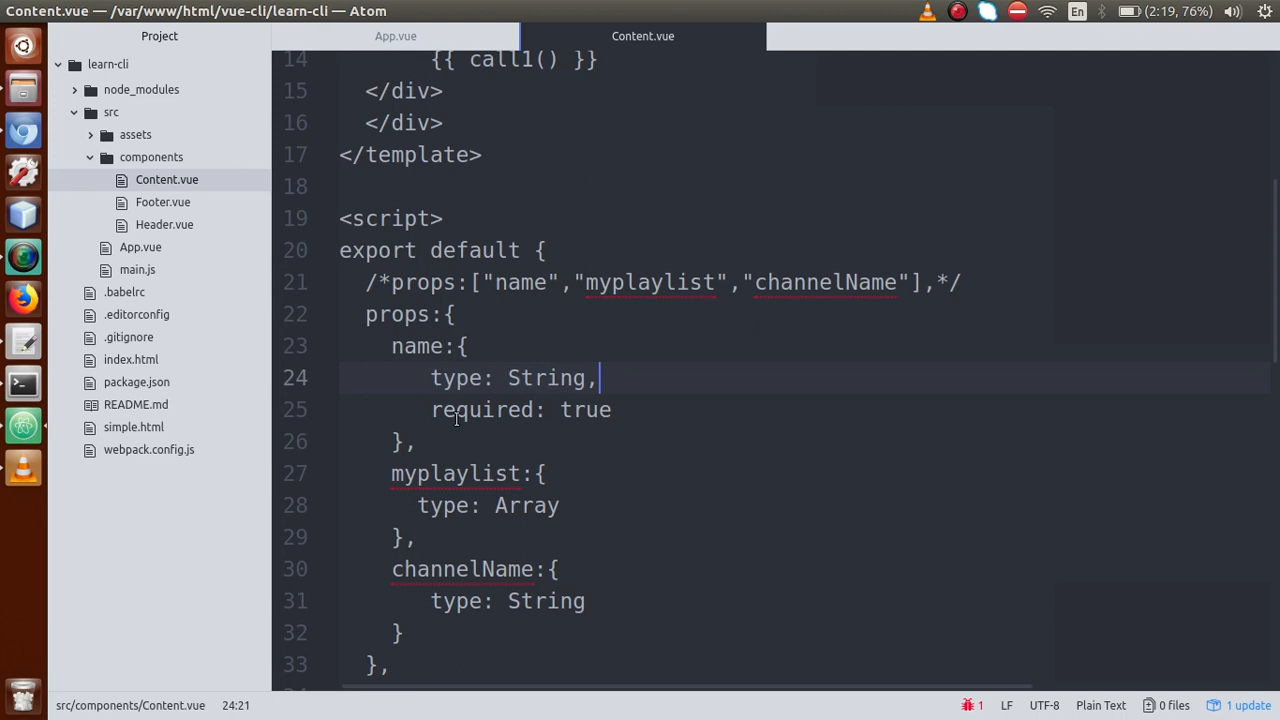 Content.vue — /var/www/html/vue-cli/learn-cli — Atom
En
(2:19, 76%)
Project
App.vue
Content.vue
learn-cli
node_modules
src
assets
components
Content.vue
Footer.vue
Header.vue
App.vue
main.js
.babelrc
.editorconfig
.gitignore
index.html
package.json
README.md
simple.html
webpack.config.js
14 {{ call1() }}
15 </div>
16 </div>
17 </template>
18
19 <script>
20 export default {
21 /*props:["name","myplaylist","channelName"],*/
22 props:{
23 name:{
24 type: String,
25 required: true
26 },
27 myplaylist:{
28 type: Array
29 },
30 channelName:{
31 type: String
32 }
33 },
src/components/Content.vue 24:21
1 LF UTF-8 Plain Text 0 files 1 update